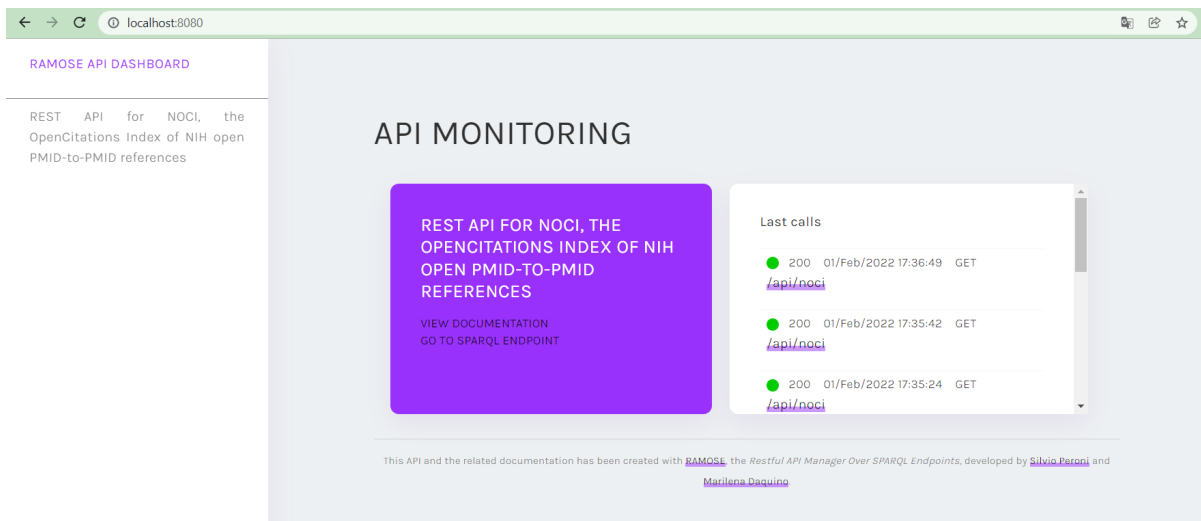 localhost:8080
RAMOSE API DASHBOARD
REST API for NOCI, the
OpenCitations Index of NIH open
PMID-to-PMID references
API MONITORING
REST API FOR NOCI, THE
OPENCITATIONS INDEX OF NIH
OPEN PMID-TO-PMID
REFERENCES
VIEW DOCUMENTATION
GO TO SPARQL ENDPOINT
Last calls
200 01/Feb/2022 17:36:49 GET
/api/noci
200 01/Feb/2022 17:35:42 GET
/api/noci
200 01/Feb/2022 17:35:24 GET
/api/noci
This API and the related documentation has been created with RAMOSE, the Restful API Manager Over SPARQL Endpoints, developed by Silvio Peroni and
Marilena Daquino